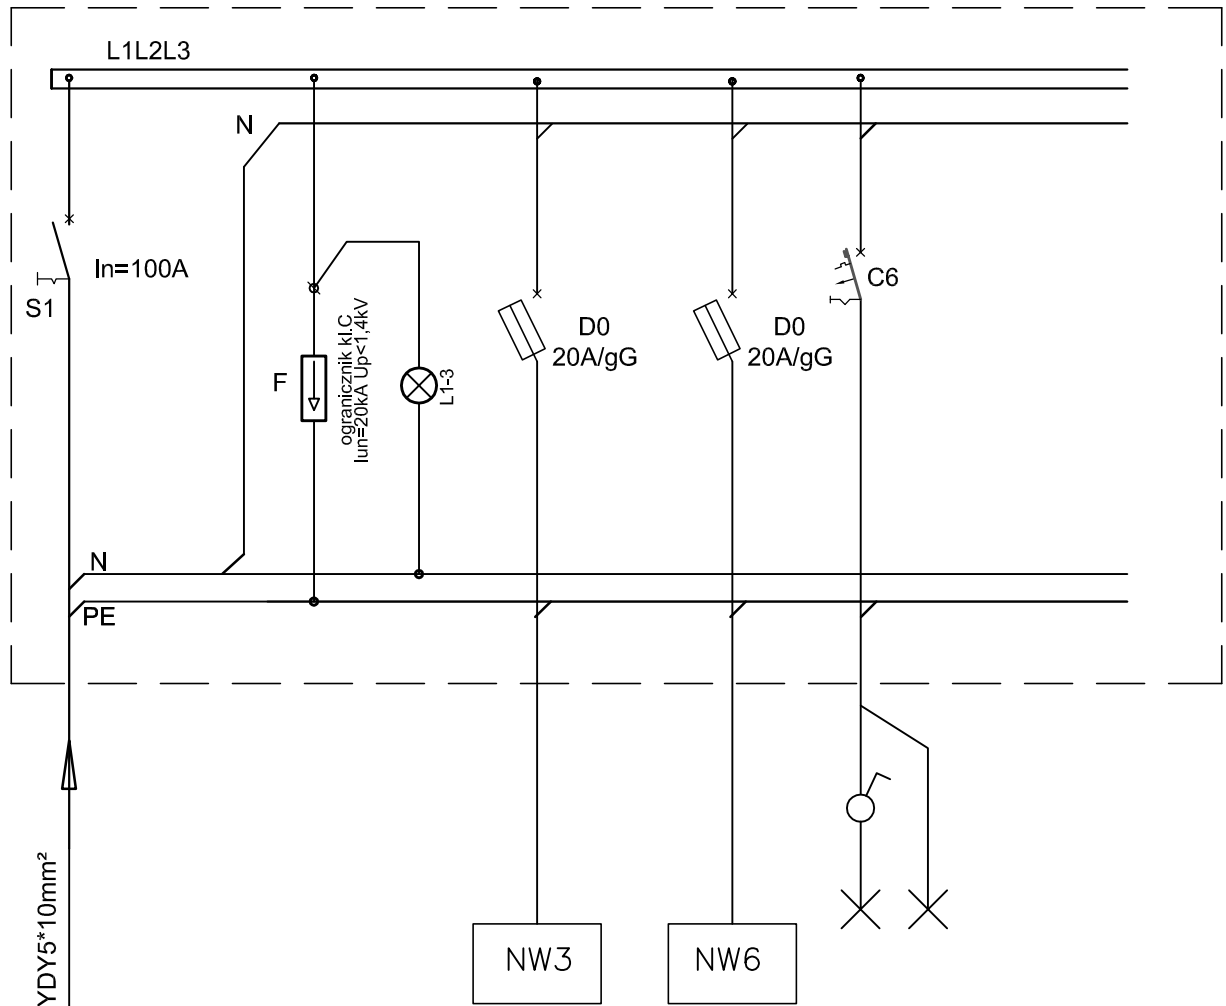 L1L2L3
N
In=100A
S1
C6
D0
20A/gG
D0
20A/gG
F
ogranicznik kl.C
Iun=20kA Up<1,4kV
L1-3
N
PE
YDY5*10mm²
NW3
NW6